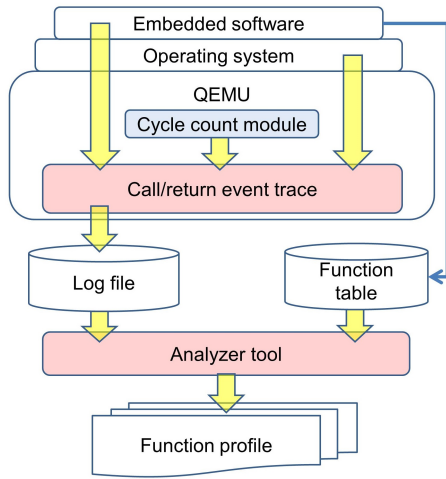 Embedded software
Operating system
QEMU
Cycle count module
Call/return event trace
Log file
Function
table
Analyzer tool
Function profile